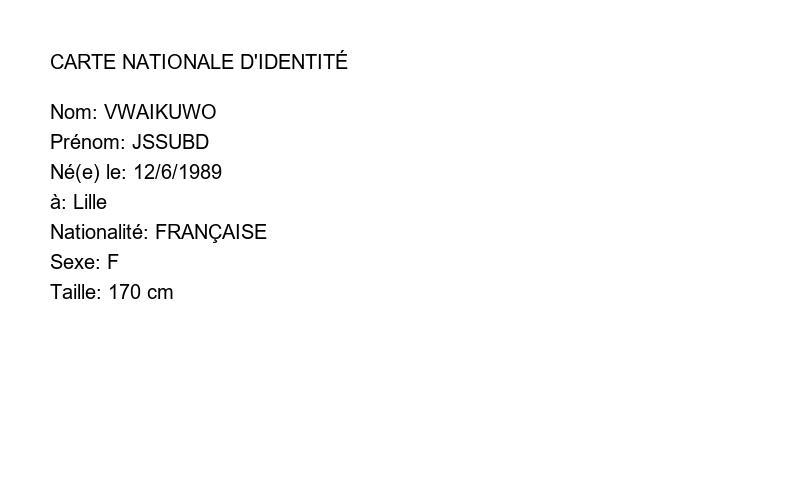 CARTE NATIONALE D'IDENTITÉ
Nom: VWAIKUWO
Prénom: JSSUBD
Né(e) le: 12/6/1989
à: Lille
Nationalité: FRANÇAISE
Sexe: F
Taille: 170 cm